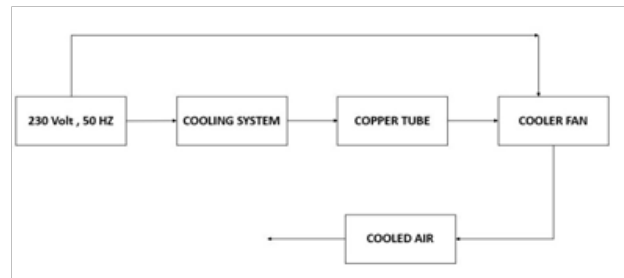 230 Volt , 50 HZ
COOLING SYSTEM
COPPER TUBE
COOLER FAN
COOLED AIR